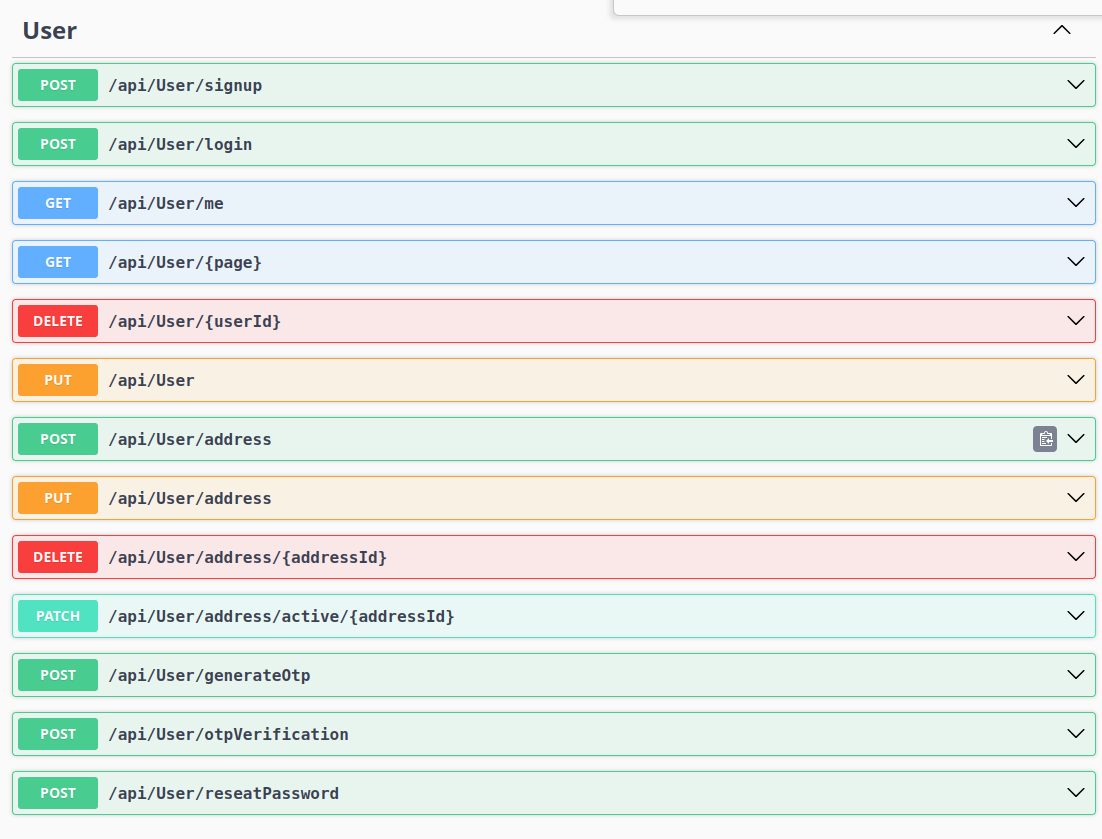 User
POST /api/User/signup
POST /api/User/login
GET /api/User/me
GET /api/User/{page}
DELETE /api/User/{userId}
PUT /api/User
POST /api/User/address
PUT /api/User/address
DELETE /api/User/address/{addressId}
PATCH /api/User/address/active/{addressId}
POST /api/User/generateOtp
POST /api/User/otpVerification
POST /api/User/reseatPassword